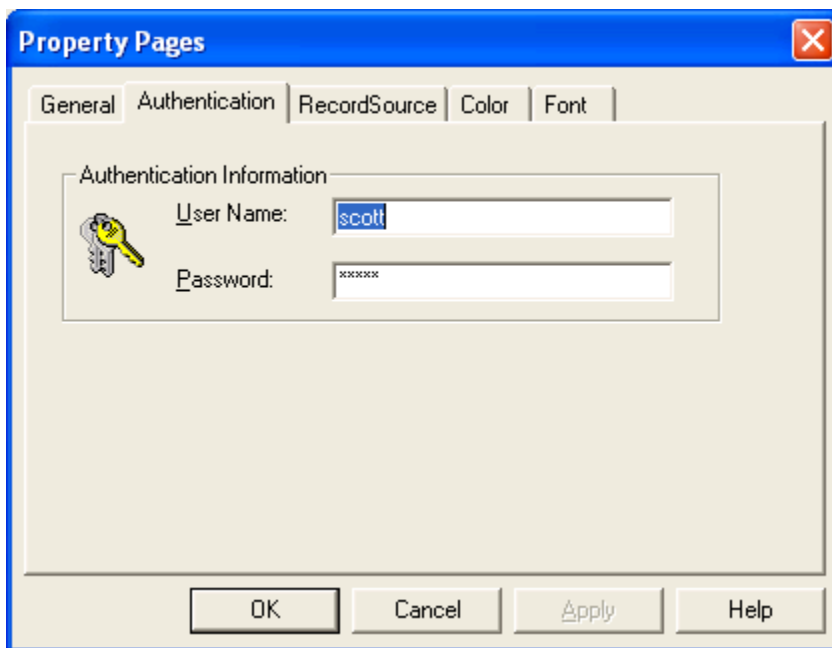 Property Pages
General Authentication RecordSource Color Font
Authentication Information
User Name: scott
Password: *****
OK Cancel Apply Help